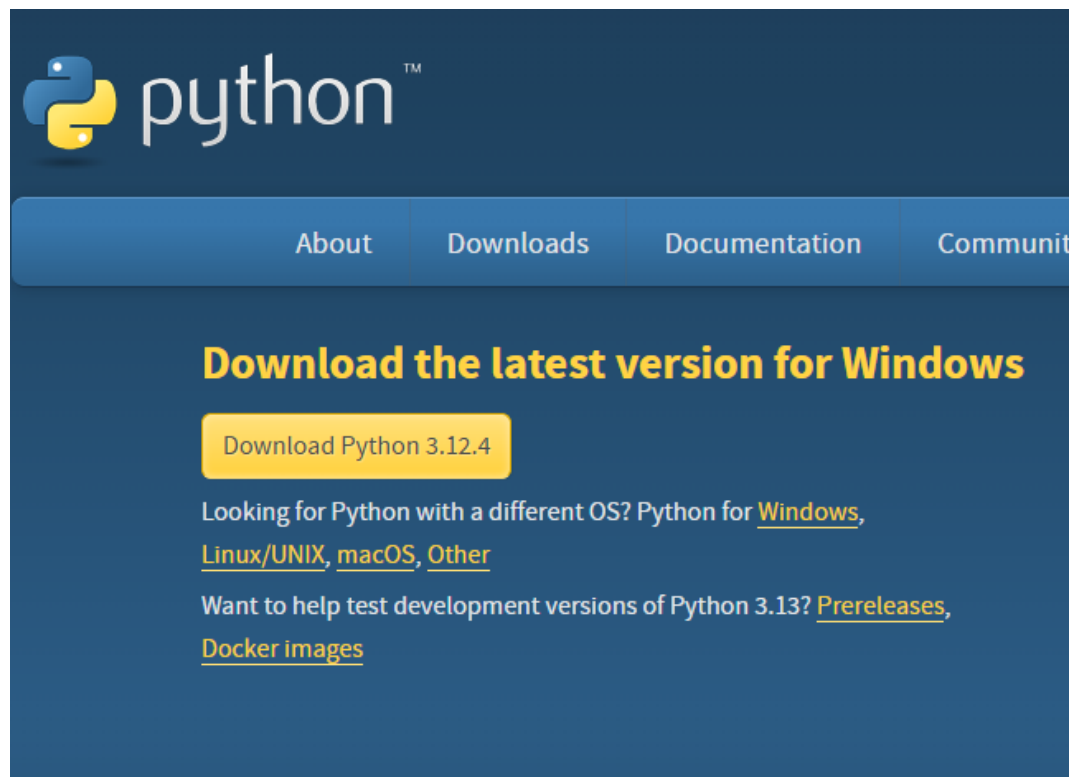 python™
About Downloads Documentation Communit
Download the latest version for Windows
Download Python 3.12.4
Looking for Python with a different OS? Python for Windows,
Linux/UNIX, macOS, Other
Want to help test development versions of Python 3.13? Prereleases,
Docker images